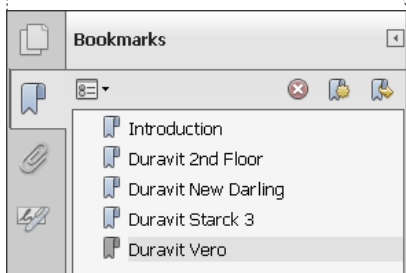 Bookmarks
Introduction
Duravit 2nd Floor
Duravit New Darling
Duravit Starck 3
Duravit Vero